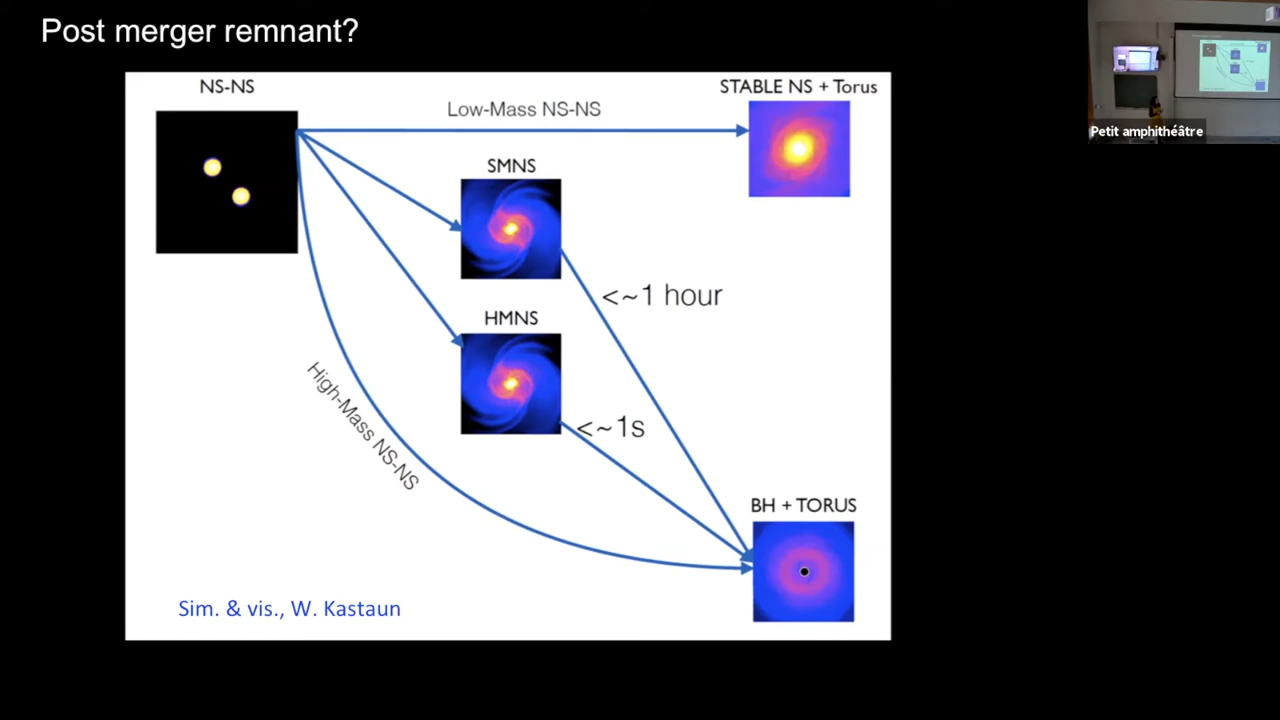 Post merger remnant?
NS-NS
STABLE NS + Torus
Low-Mass NS-NS
SMNS
<~1 hour
HMNS
<~1s
High-Mass NS-NS
BH + TORUS
Sim. & vis., W. Kastaun
Petit amphithéâtre